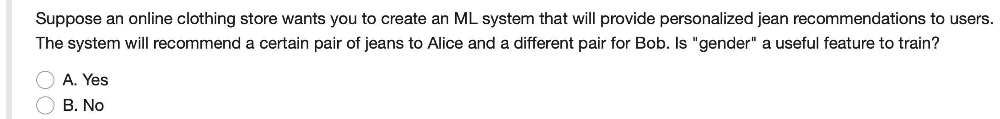 Suppose an online clothing store wants you to create an ML system that will provide personalized jean recommendations to users.
The system will recommend a certain pair of jeans to Alice and a different pair for Bob. Is "gender" a useful feature to train?
A. Yes
B. No